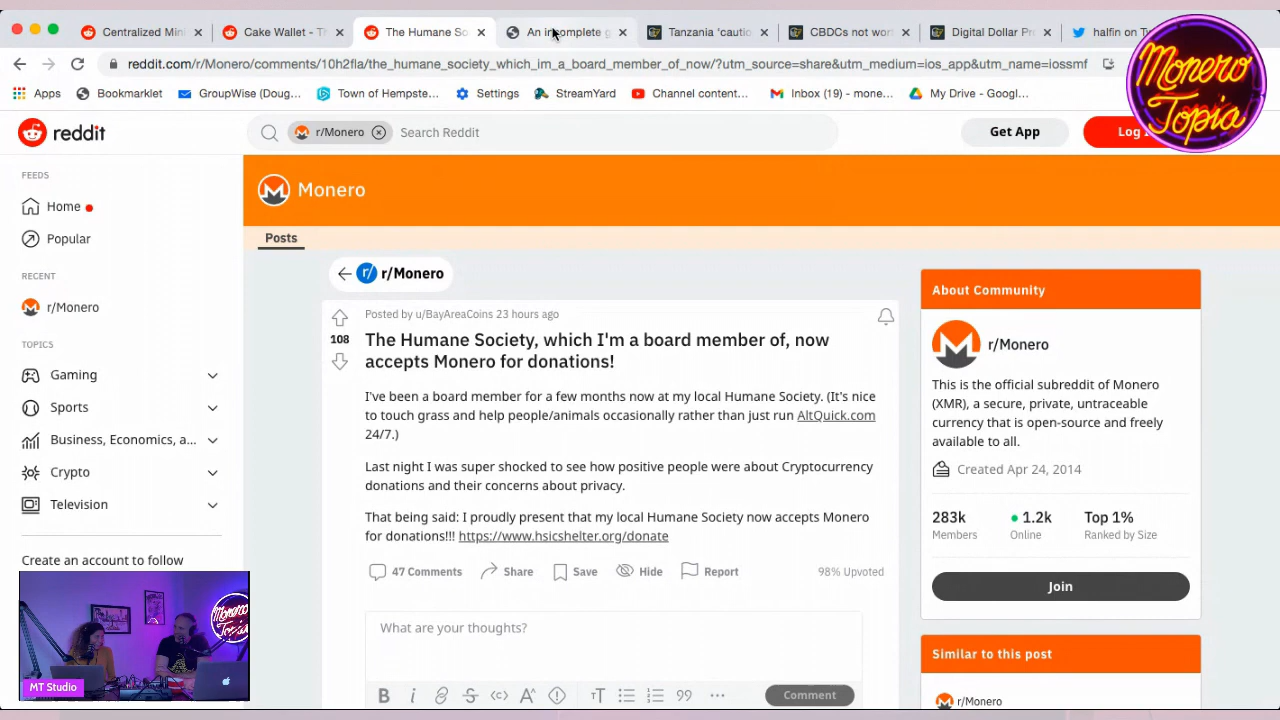 Centralized Mini
Cake Wallet - Th
The Humane So
An incomplete g
Tanzania 'cautio
CBDCs not wor
Digital Dollar Pr
halfin on Tw
reddit.com/r/Monero/comments/10h2fla/the_humane_society_which_im_a_board_member_of_now/?utm_source=share&utm_medium=ios_app&utm_name=iossmf
Apps
Bookmarklet
GroupWise (Doug...
Town of Hempste...
Settings
StreamYard
Channel content...
Inbox (19) - mone...
My Drive - Googl...
Monero
Topia
reddit
r/Monero
Search Reddit
Get App
Log I
FEEDS
Home
Popular
RECENT
r/Monero
TOPICS
Gaming
Sports
Business, Economics, a...
Crypto
Television
Create an account to follow
Monero
Posts
r/ r/Monero
Posted by u/BayAreaCoins 23 hours ago
108
The Humane Society, which I'm a board member of, now
accepts Monero for donations!
I've been a board member for a few months now at my local Humane Society. (It's nice
to touch grass and help people/animals occasionally rather than just run AltQuick.com
24/7.)
Last night I was super shocked to see how positive people were about Cryptocurrency
donations and their concerns about privacy.
That being said: I proudly present that my local Humane Society now accepts Monero
for donations!!! https://www.hsicshelter.org/donate
47 Comments
Share
Save
Hide
Report
98% Upvoted
What are your thoughts?
Comment
About Community
r/Monero
This is the official subreddit of Monero
(XMR), a secure, private, untraceable
currency that is open-source and freely
available to all.
Created Apr 24, 2014
283k
1.2k
Top 1%
Members
Online
Ranked by Size
Join
Similar to this post
r/Monero
Monero
Topia
MT Studio